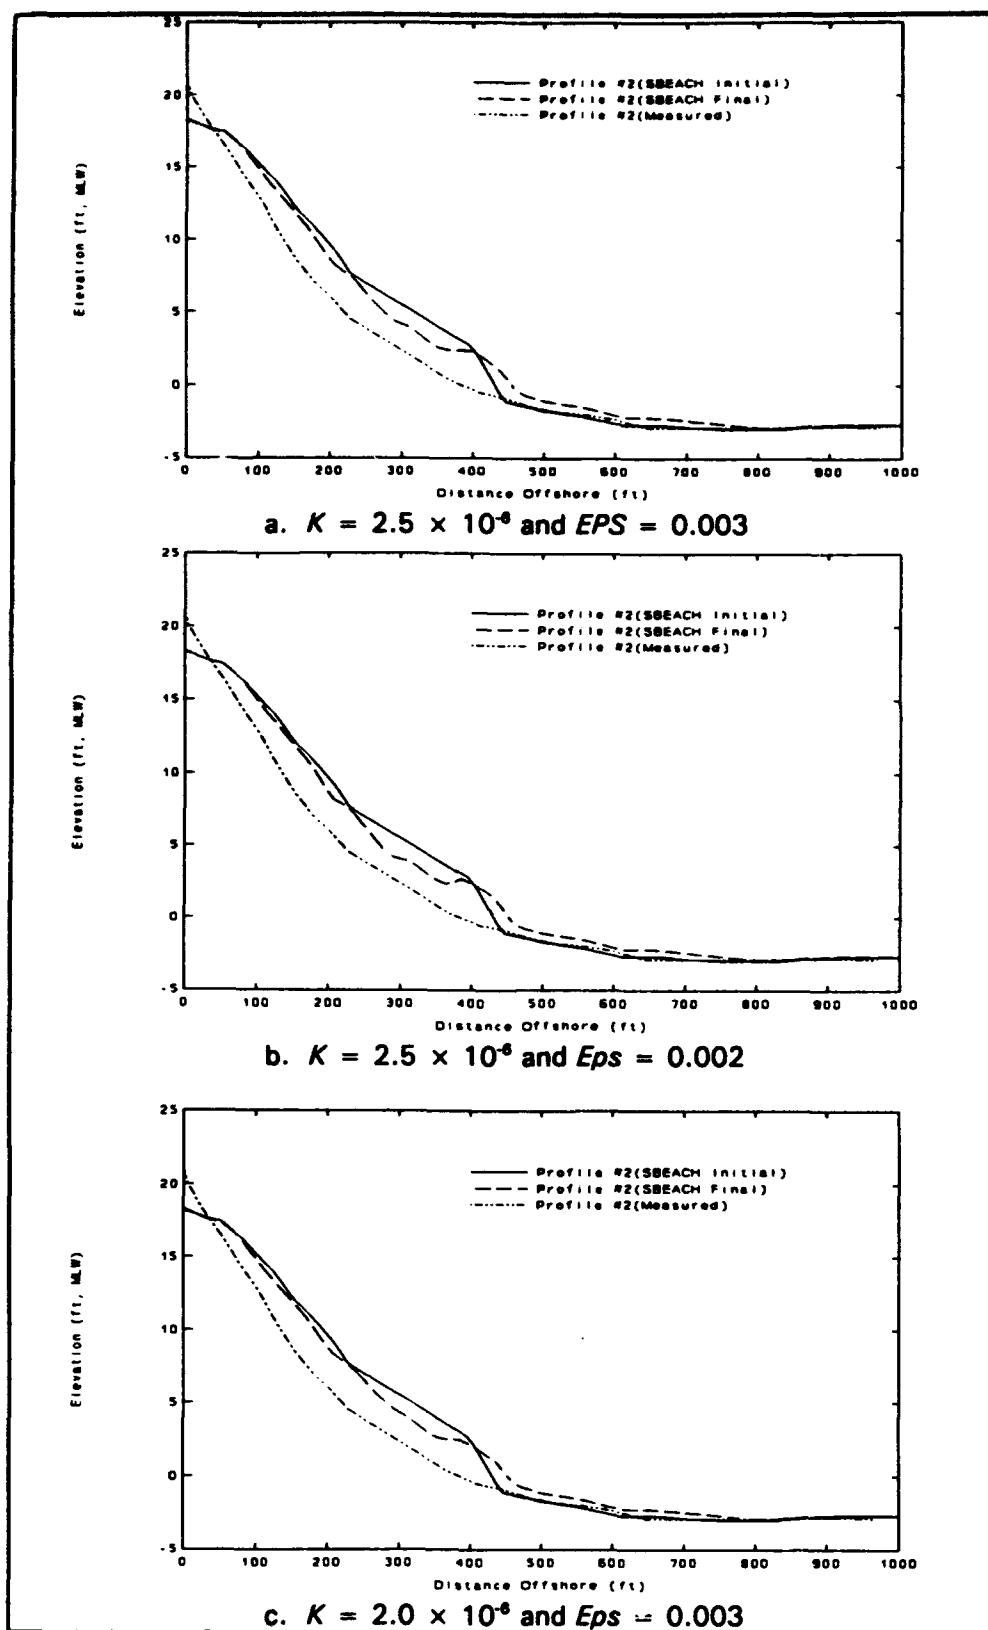 25
20
15
10
5
0
-5
Elevation (ft, MLW)
Profile #2(SBEACH Initial)
Profile #2(SBEACH Final)
Profile #2(Measured)
0 100 200 300 400 500 600 700 800 900 1000
Distance Offshore (ft)
a. K = 2.5 × 10⁻⁶ and EPS = 0.003
25
20
15
10
5
0
-5
Elevation (ft, MLW)
Profile #2(SBEACH Initial)
Profile #2(SBEACH Final)
Profile #2(Measured)
0 100 200 300 400 500 600 700 800 900 1000
Distance Offshore (ft)
b. K = 2.5 × 10⁻⁶ and Eps = 0.002
25
20
15
10
5
0
-5
Elevation (ft, MLW)
Profile #2(SBEACH Initial)
Profile #2(SBEACH Final)
Profile #2(Measured)
0 100 200 300 400 500 600 700 800 900 1000
Distance Offshore (ft)
c. K = 2.0 × 10⁻⁶ and Eps = 0.003